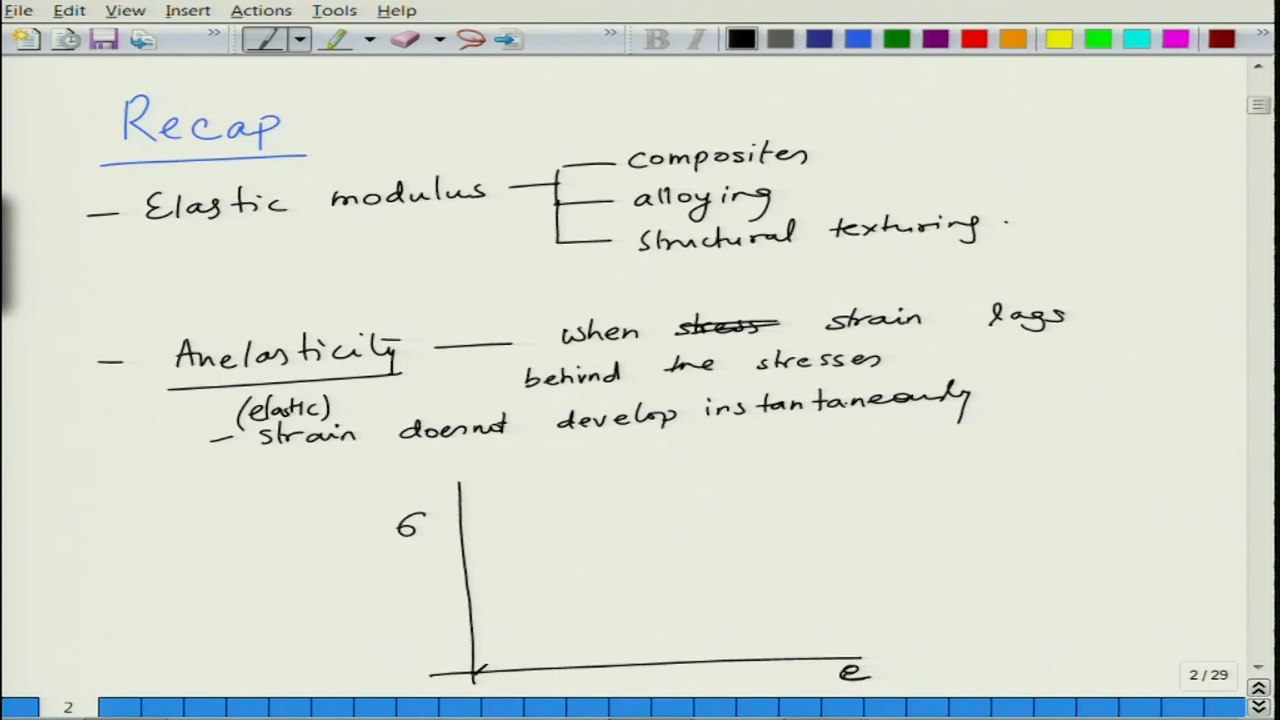 File Edit View Insert Actions Tools Help
B I
Recap
- Elastic modulus
composites
alloying
structural texturing.
- Anelasticity — when stress strain lags
behind the stresses
(elastic)
- strain doesnot develop instantaneously
σ
e
2 / 29
2